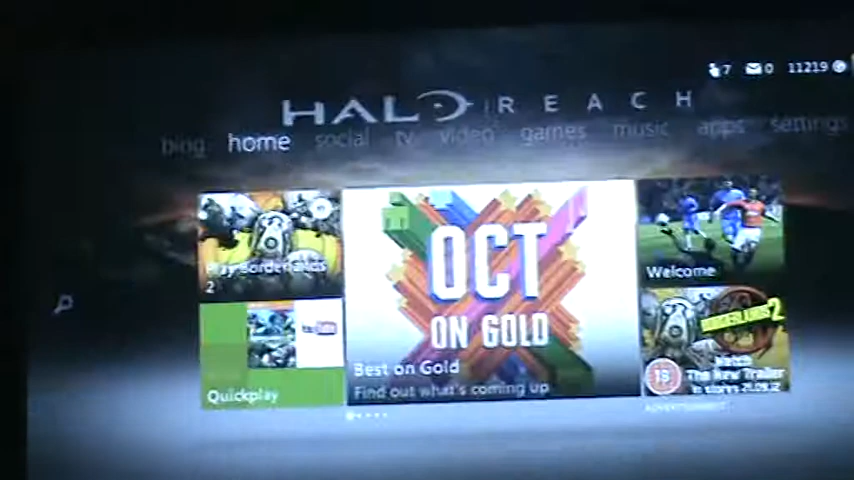 7 0 11219 G
HALO REACH
bing home social tv video games music apps settings
Play Borderlands
2
YouTube
Quickplay
OCT
ON GOLD
Best on Gold
Find out what's coming up
Welcome
BORDERLANDS 2
18
Watch
The New Trailer
In stores 21.09.12
ADVERTISEMENT